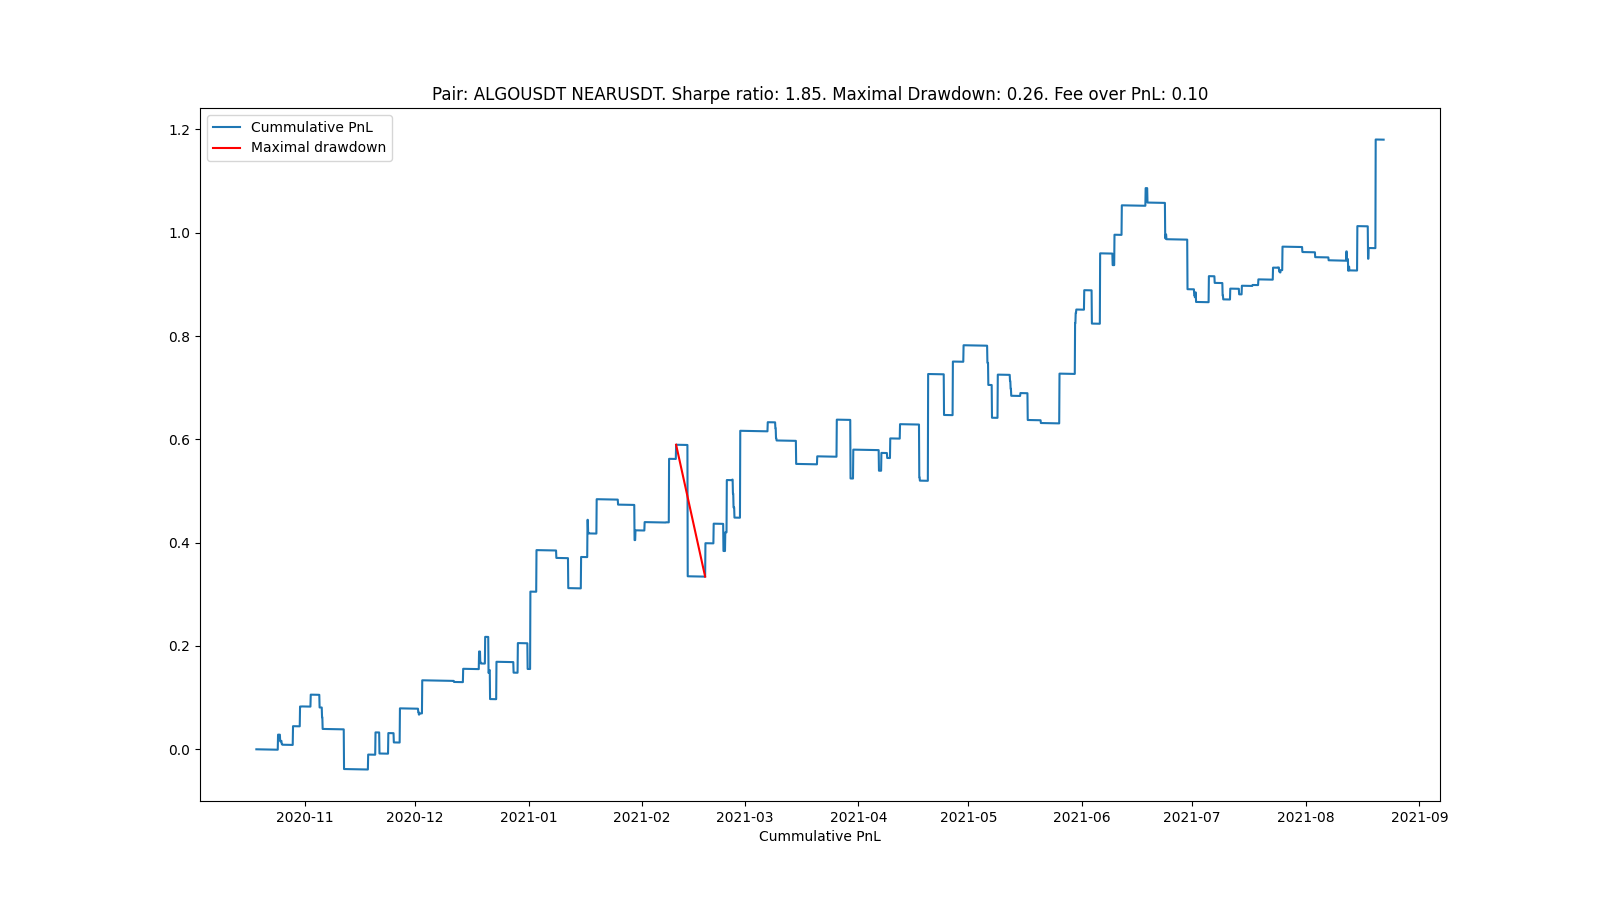 Pair: ALGOUSDT NEARUSDT. Sharpe ratio: 1.85. Maximal Drawdown: 0.26. Fee over PnL: 0.10
Cummulative PnL
Maximal drawdown
1.2
1.0
0.8
0.6
0.4
0.2
0.0
2020-11 2020-12 2021-01 2021-02 2021-03 2021-04 2021-05 2021-06 2021-07 2021-08 2021-09
Cummulative PnL